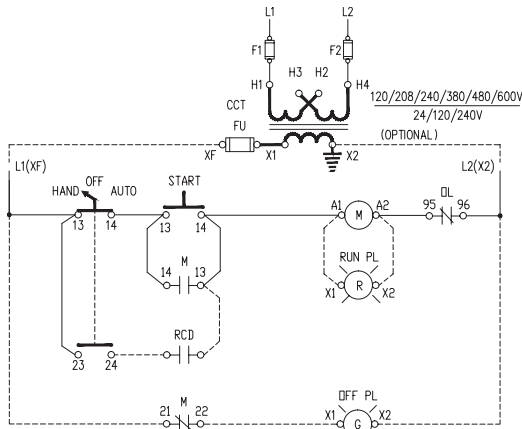 L1 L2
F1 F2
H3 H2
H1 H4
CCT
120/208/240/380/480/600V
24/120/240V
(OPTIONAL)
FU
XF X1 X2
L1(XF) L2(X2)
OFF
HAND AUTO START
OL
13 14 13 14 A1 M A2 95 96
M
14 13
RUN PL
X1 R X2
RCD
23 24
M
21 22
OFF PL
X1 G X2